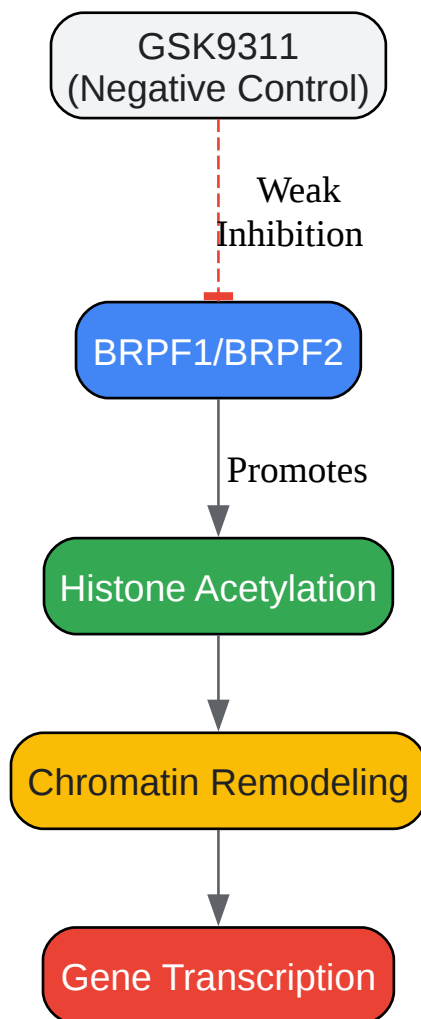 GSK9311
(Negative Control)
Weak
Inhibition
BRPF1/BRPF2
Promotes
Histone Acetylation
Chromatin Remodeling
Gene Transcription